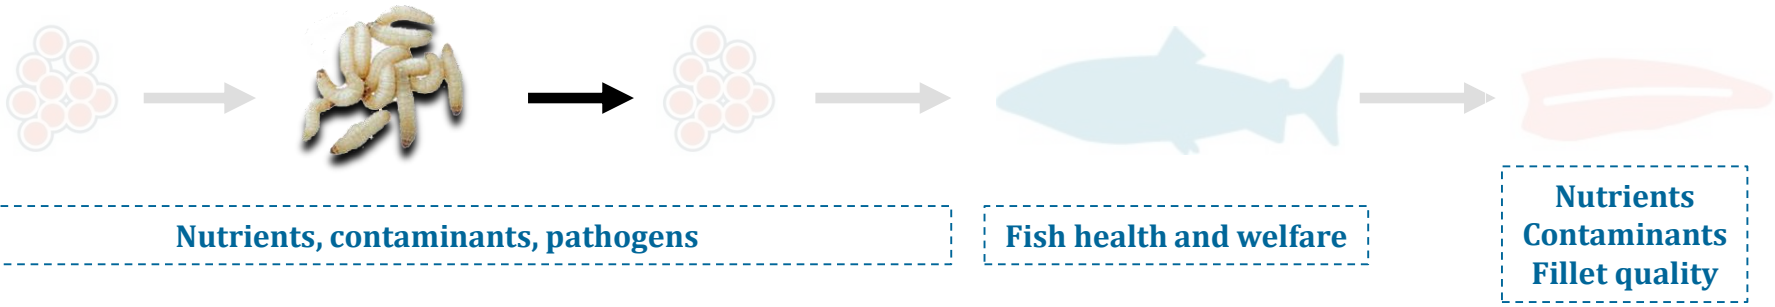 Nutrients, contaminants, pathogens
Fish health and welfare
Nutrients
Contaminants
Fillet quality